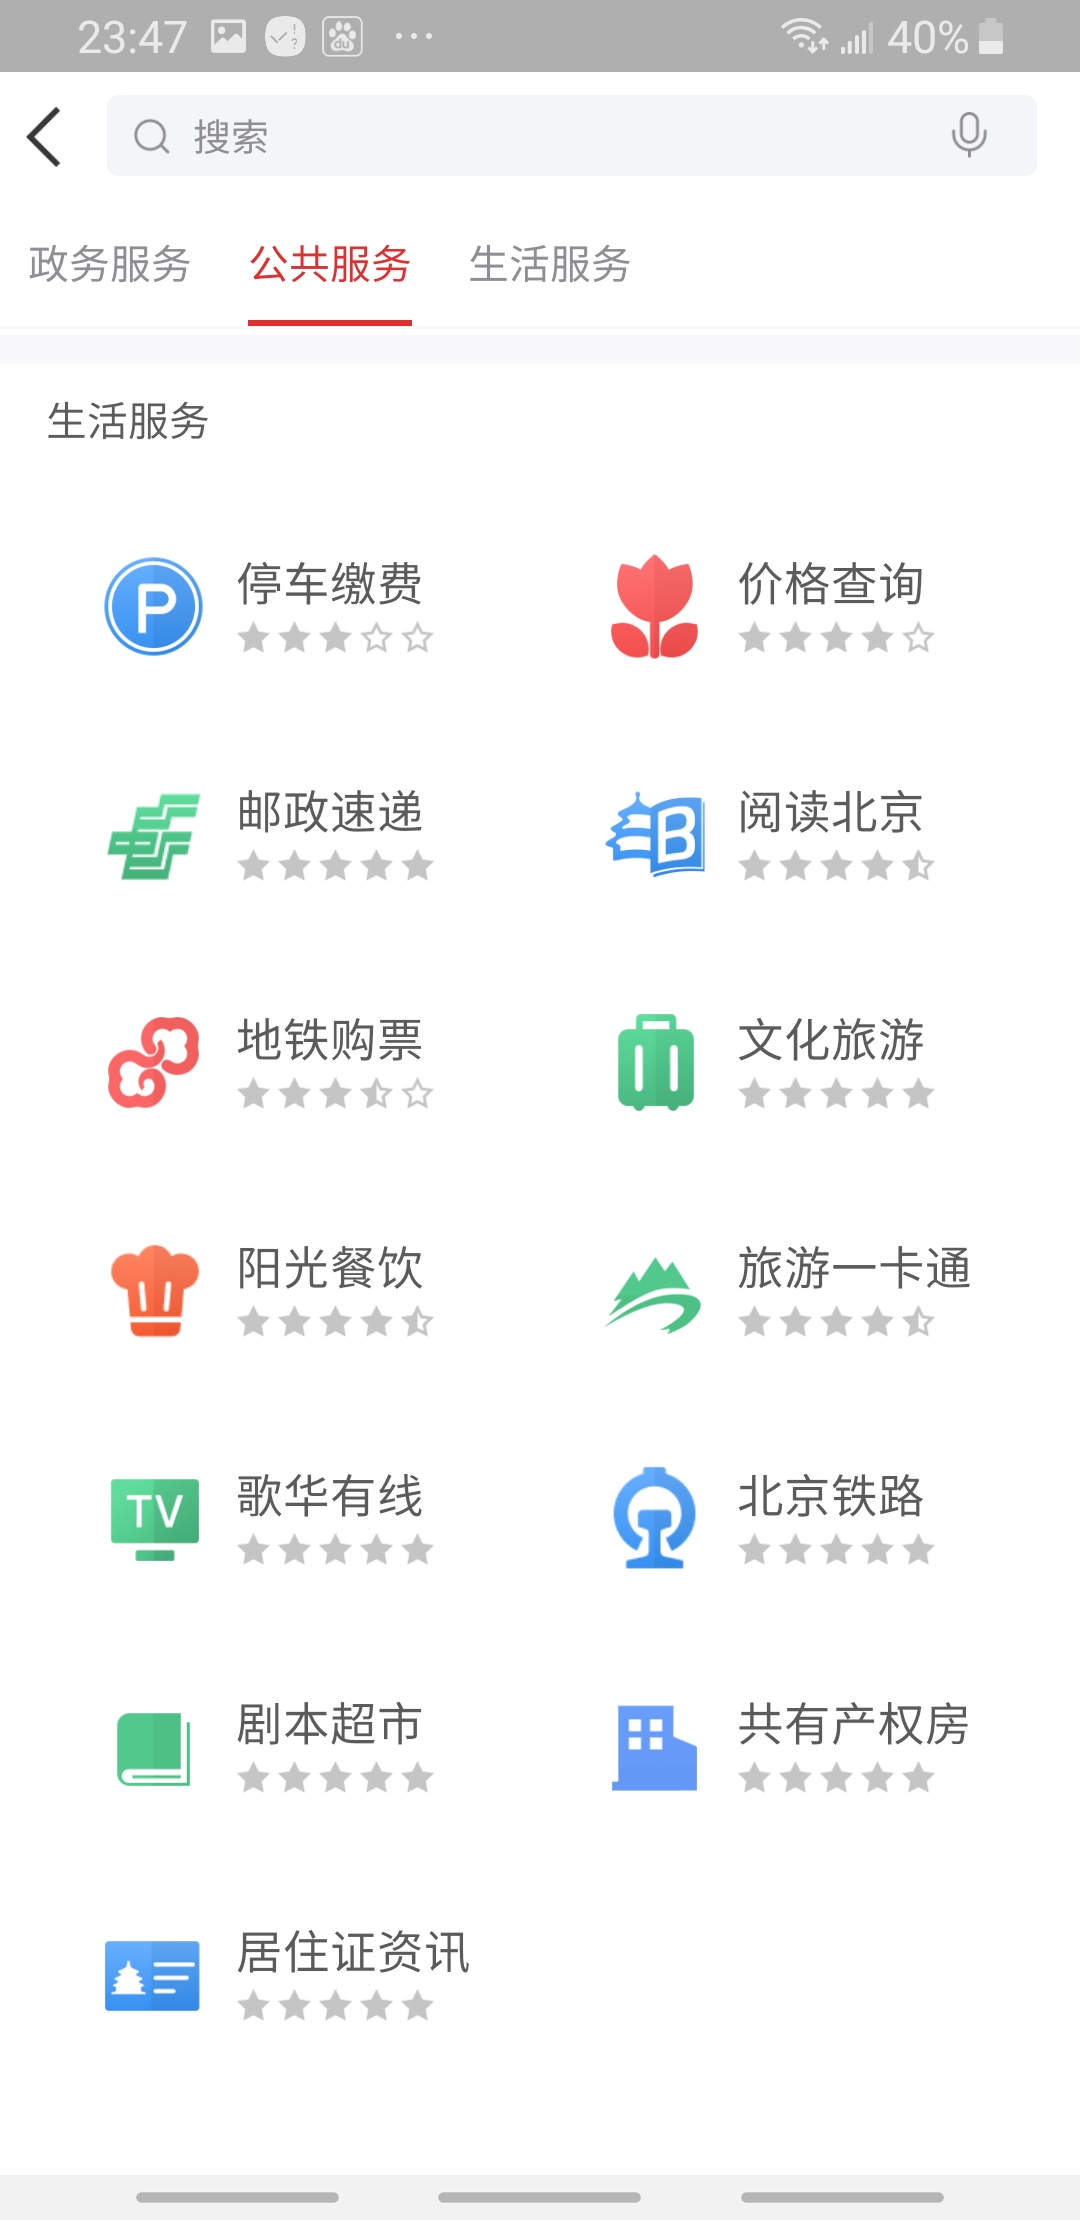 23:47
du
40%
搜索
政务服务 公共服务 生活服务
生活服务
P
停车缴费
价格查询
邮政速递
B
阅读北京
地铁购票
文化旅游
阳光餐饮
旅游一卡通
TV
歌华有线
北京铁路
剧本超市
共有产权房
居住证资讯